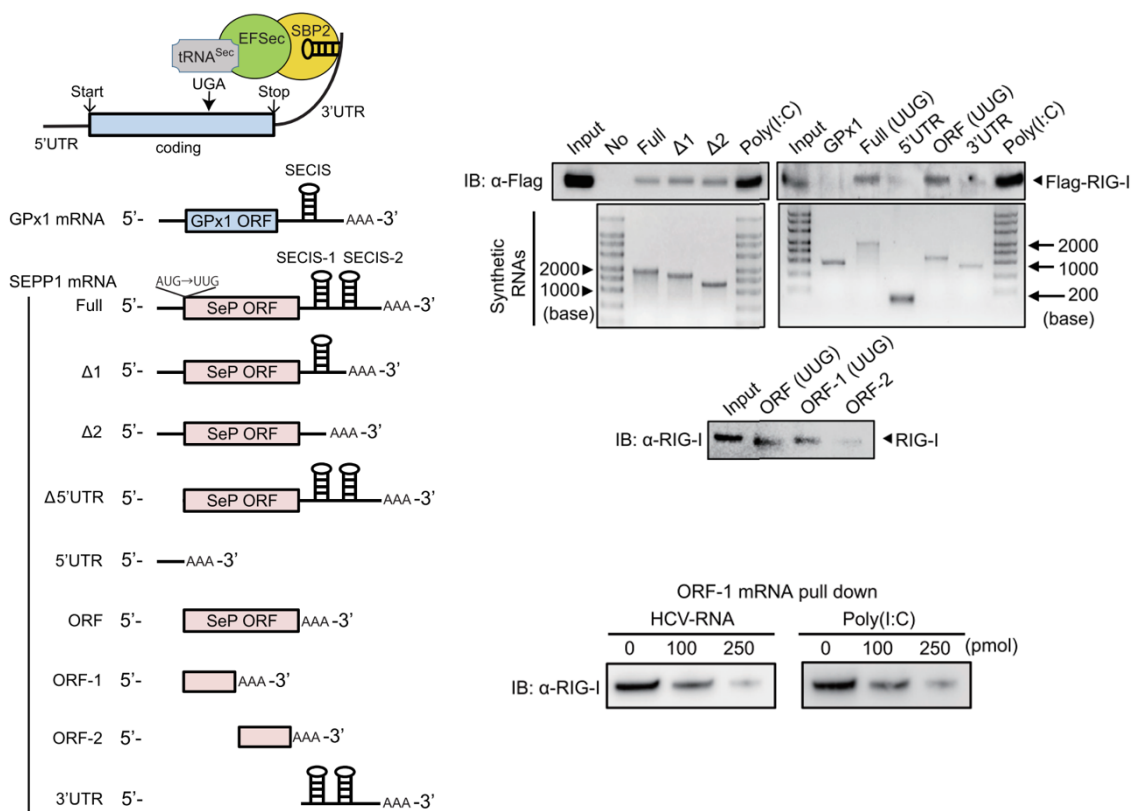 SBP2
EFSec
tRNASec
UGA
Start
Stop
3'UTR
5'UTR
coding
SECIS
GPx1 mRNA 5'- GPx1 ORF AAA-3'
SECIS-1 SECIS-2
SEPP1 mRNA
AUG→UUG
Full 5'- SeP ORF AAA-3'
Δ1 5'- SeP ORF AAA-3'
Δ2 5'- SeP ORF AAA-3'
Δ5'UTR 5'- SeP ORF AAA-3'
5'UTR 5'- AAA-3'
ORF 5'- SeP ORF AAA-3'
ORF-1 5'- AAA-3'
ORF-2 5'- AAA-3'
3'UTR 5'- AAA-3'
Input No Full Δ1 Δ2 Poly(I:C)
Input GPx1 Full (UUG) 5'UTR ORF (UUG) 3'UTR Poly(I:C)
IB: α-Flag
Flag-RIG-I
Synthetic
RNAs
2000
1000
(base)
2000
1000
200
(base)
Input ORF (UUG) ORF-1 (UUG) ORF-2
IB: α-RIG-I
RIG-I
ORF-1 mRNA pull down
HCV-RNA Poly(I:C)
0 100 250 0 100 250 (pmol)
IB: α-RIG-I